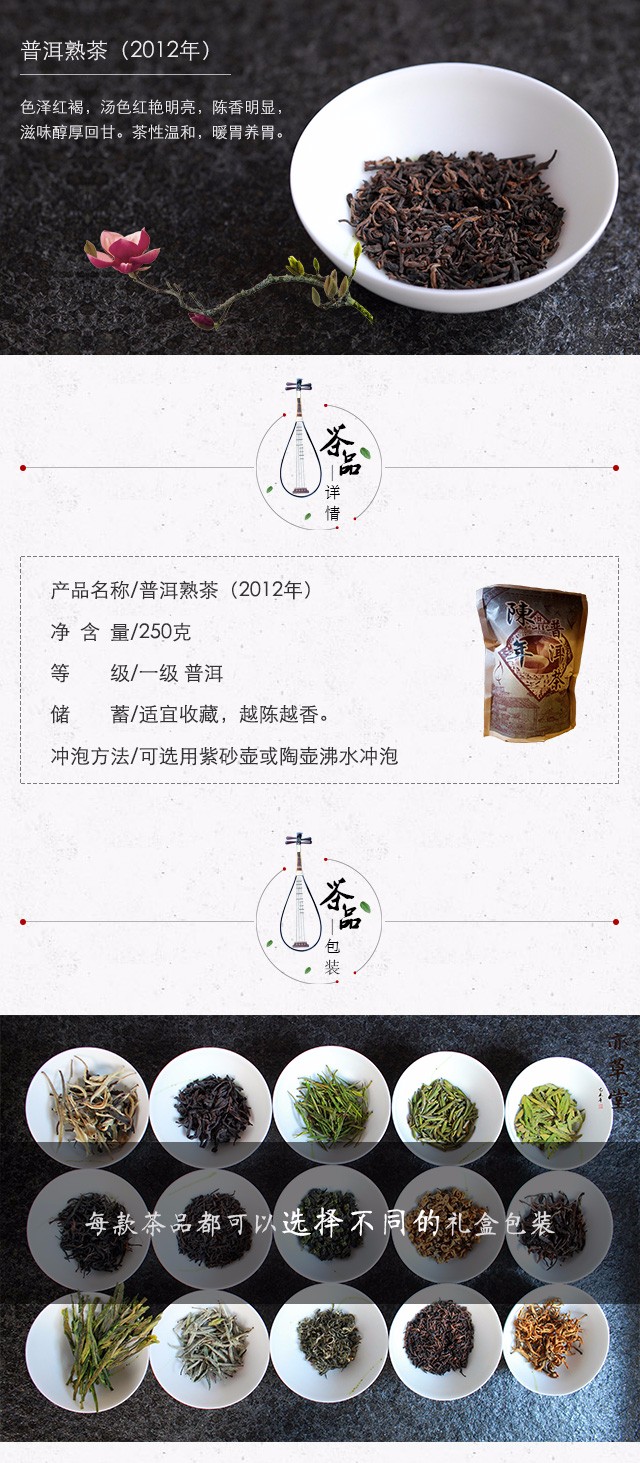 普洱熟茶（2012年）
色泽红褐，汤色红艳明亮，陈香明显，
滋味醇厚回甘。茶性温和，暖胃养胃。
茶品
详情
产品名称/普洱熟茶（2012年）
净 含 量/250克
等 级/一级 普洱
储 蓄/适宜收藏，越陈越香。
冲泡方法/可选用紫砂壶或陶壶沸水冲泡
陳年
普洱茶
茶品
包装
亦草堂
每款茶品都可以选择不同的礼盒包装